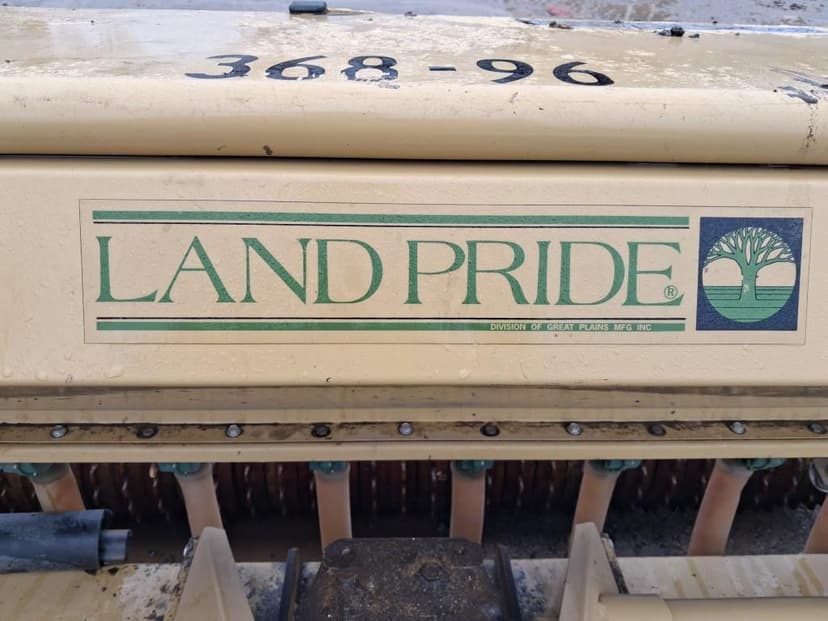 368-96
LAND PRIDE®
DIVISION OF GREAT PLAINS MFG INC